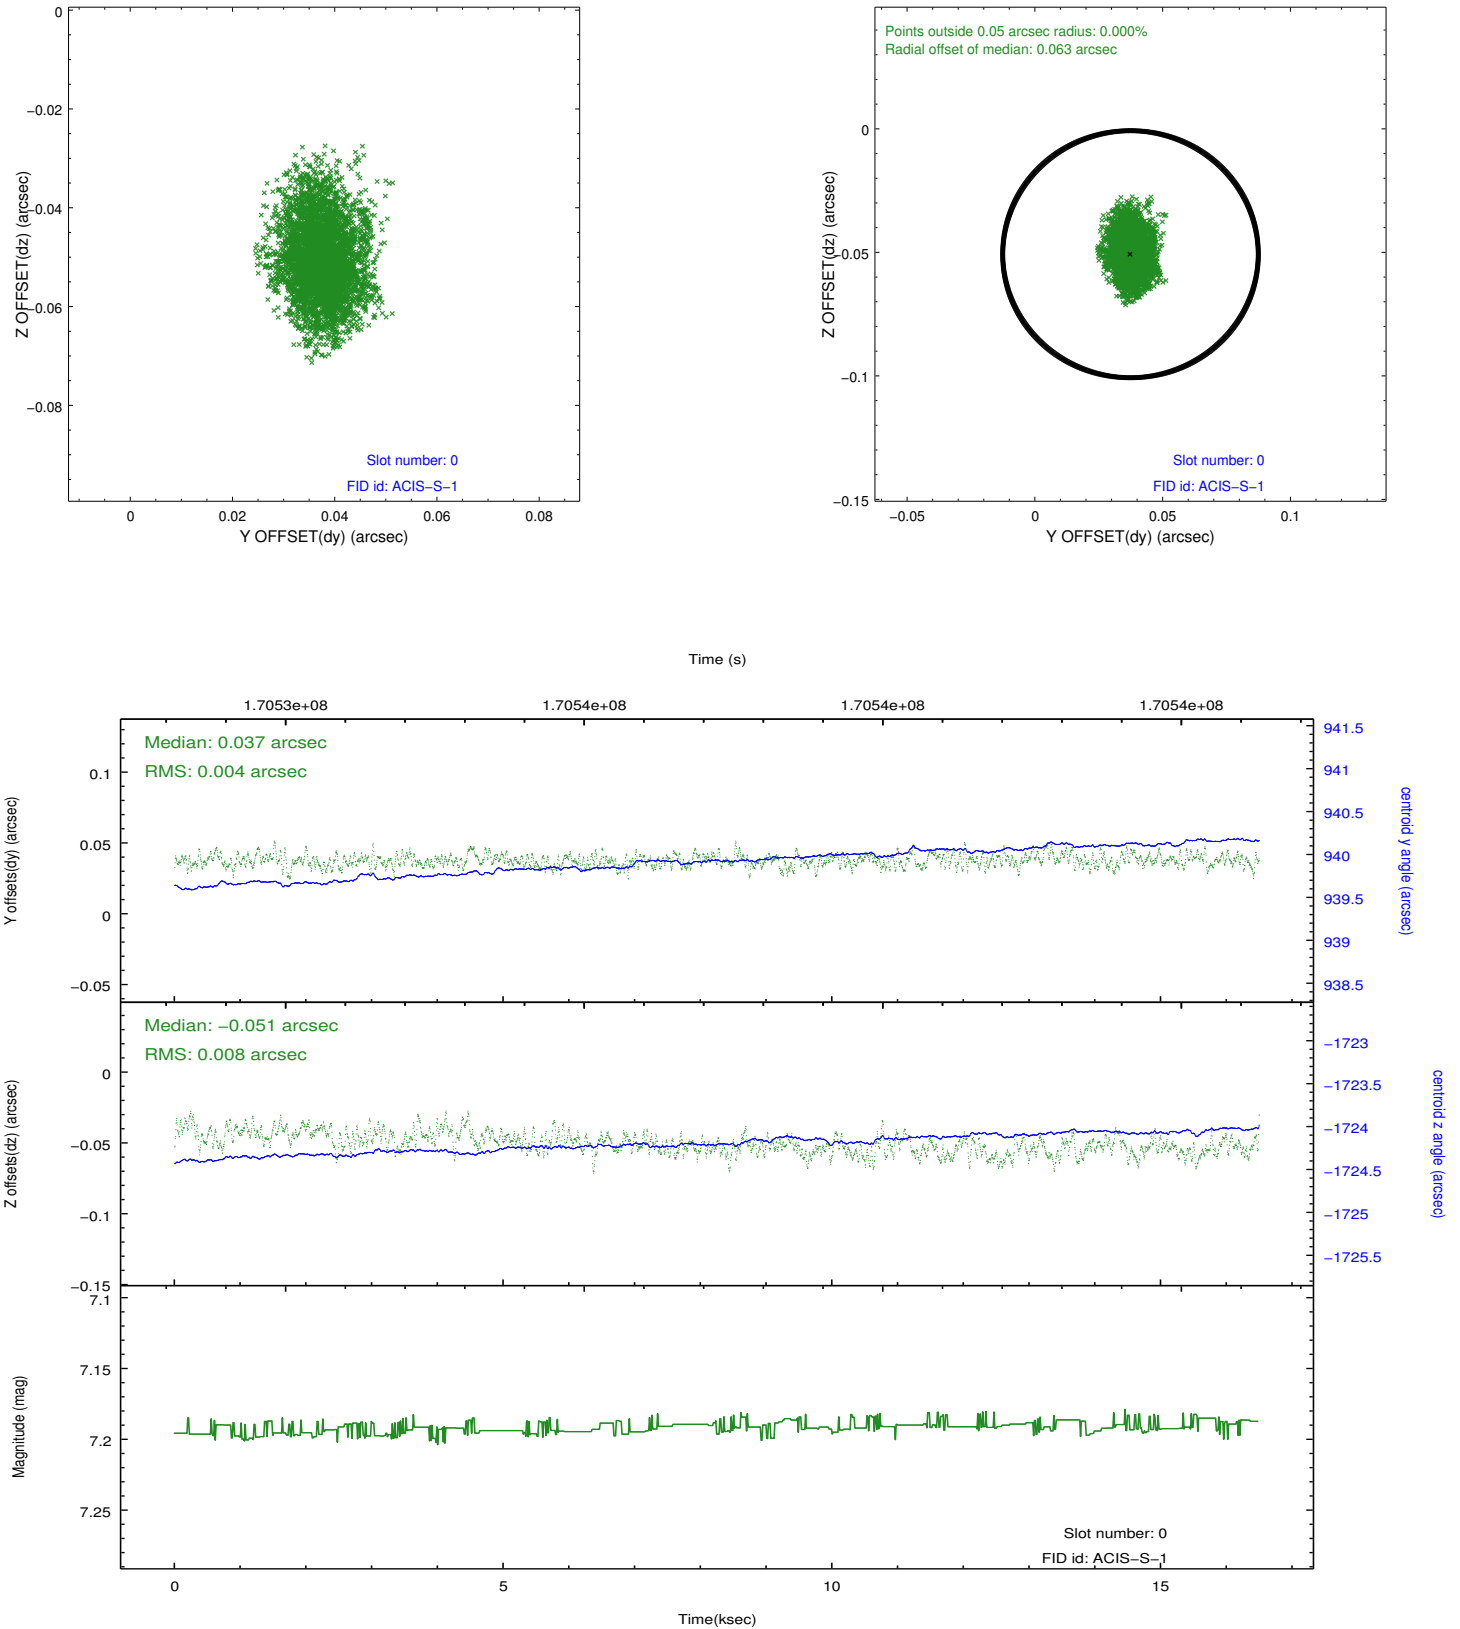 0
−0.02
−0.04
−0.06
−0.08
Z OFFSET(dz) (arcsec)
Slot number: 0
FID id: ACIS−S−1
0 0.02 0.04 0.06 0.08
Y OFFSET(dy) (arcsec)
Points outside 0.05 arcsec radius: 0.000%
Radial offset of median: 0.063 arcsec
0
−0.05
−0.1
−0.15
Z OFFSET(dz) (arcsec)
Slot number: 0
FID id: ACIS−S−1
−0.05 0 0.05 0.1
Y OFFSET(dy) (arcsec)
Time (s)
1.7053e+08 1.7054e+08 1.7054e+08 1.7054e+08
Median: 0.037 arcsec
RMS: 0.004 arcsec
0.1
0.05
0
−0.05
Y offsets(dy) (arcsec)
941.5
941
940.5
940
939.5
939
938.5
centroid y angle (arcsec)
Median: −0.051 arcsec
RMS: 0.008 arcsec
0
−0.05
−0.1
−0.15
Z offsets(dz) (arcsec)
−1723
−1723.5
−1724
−1724.5
−1725
−1725.5
centroid z angle (arcsec)
7.1
7.15
7.2
7.25
Magnitude (mag)
Slot number: 0
FID id: ACIS−S−1
0 5 10 15
Time(ksec)